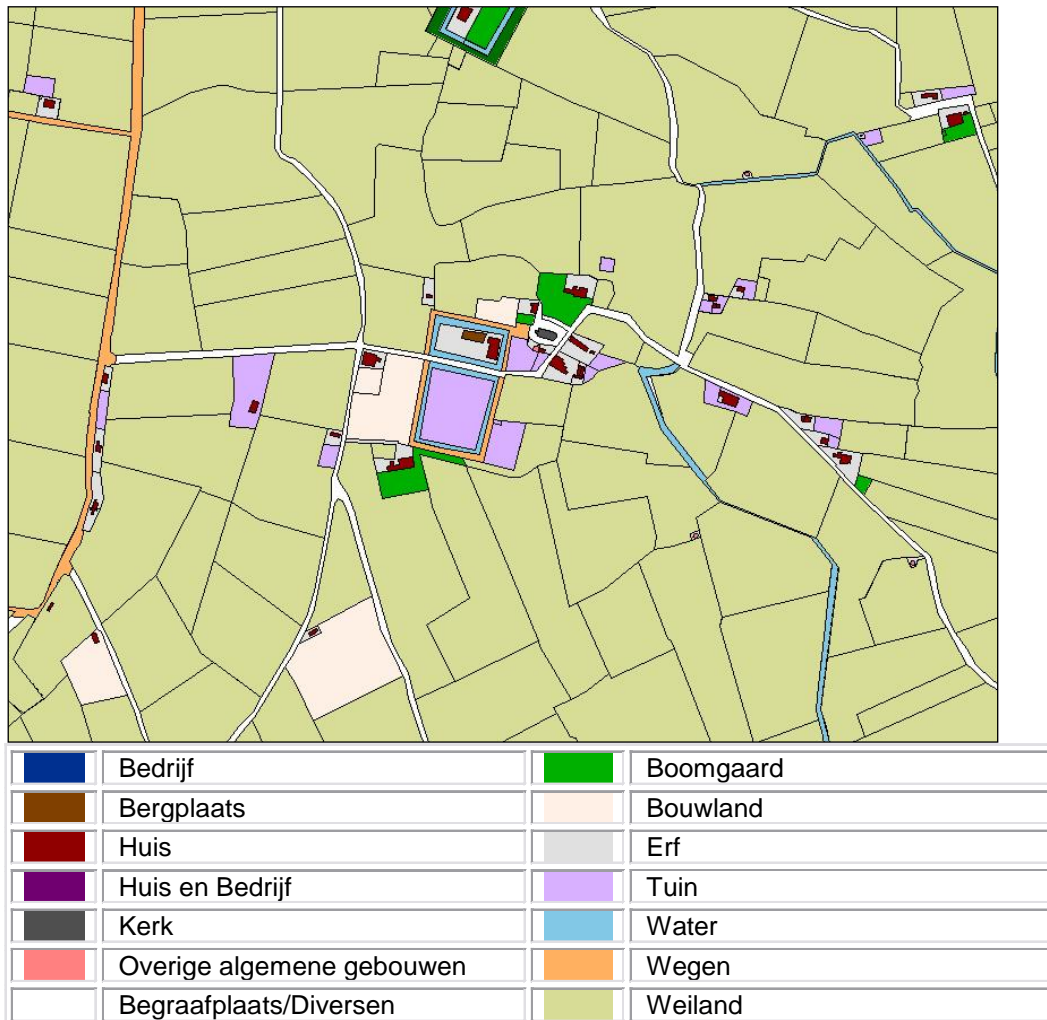 Bedrijf Boomgaard
Bergplaats Bouwland
Huis Erf
Huis en Bedrijf Tuin
Kerk Water
Overige algemene gebouwen Wegen
Begraafplaats/Diversen Weiland